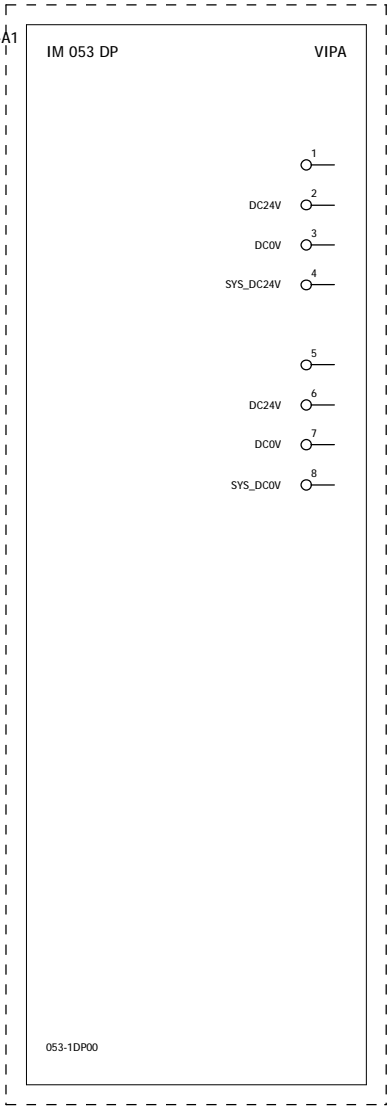 A1
IM 053 DP VIPA
1
DC24V 2
DC0V 3
SYS_DC24V 4
5
DC24V 6
DC0V 7
SYS_DC0V 8
053-1DP00